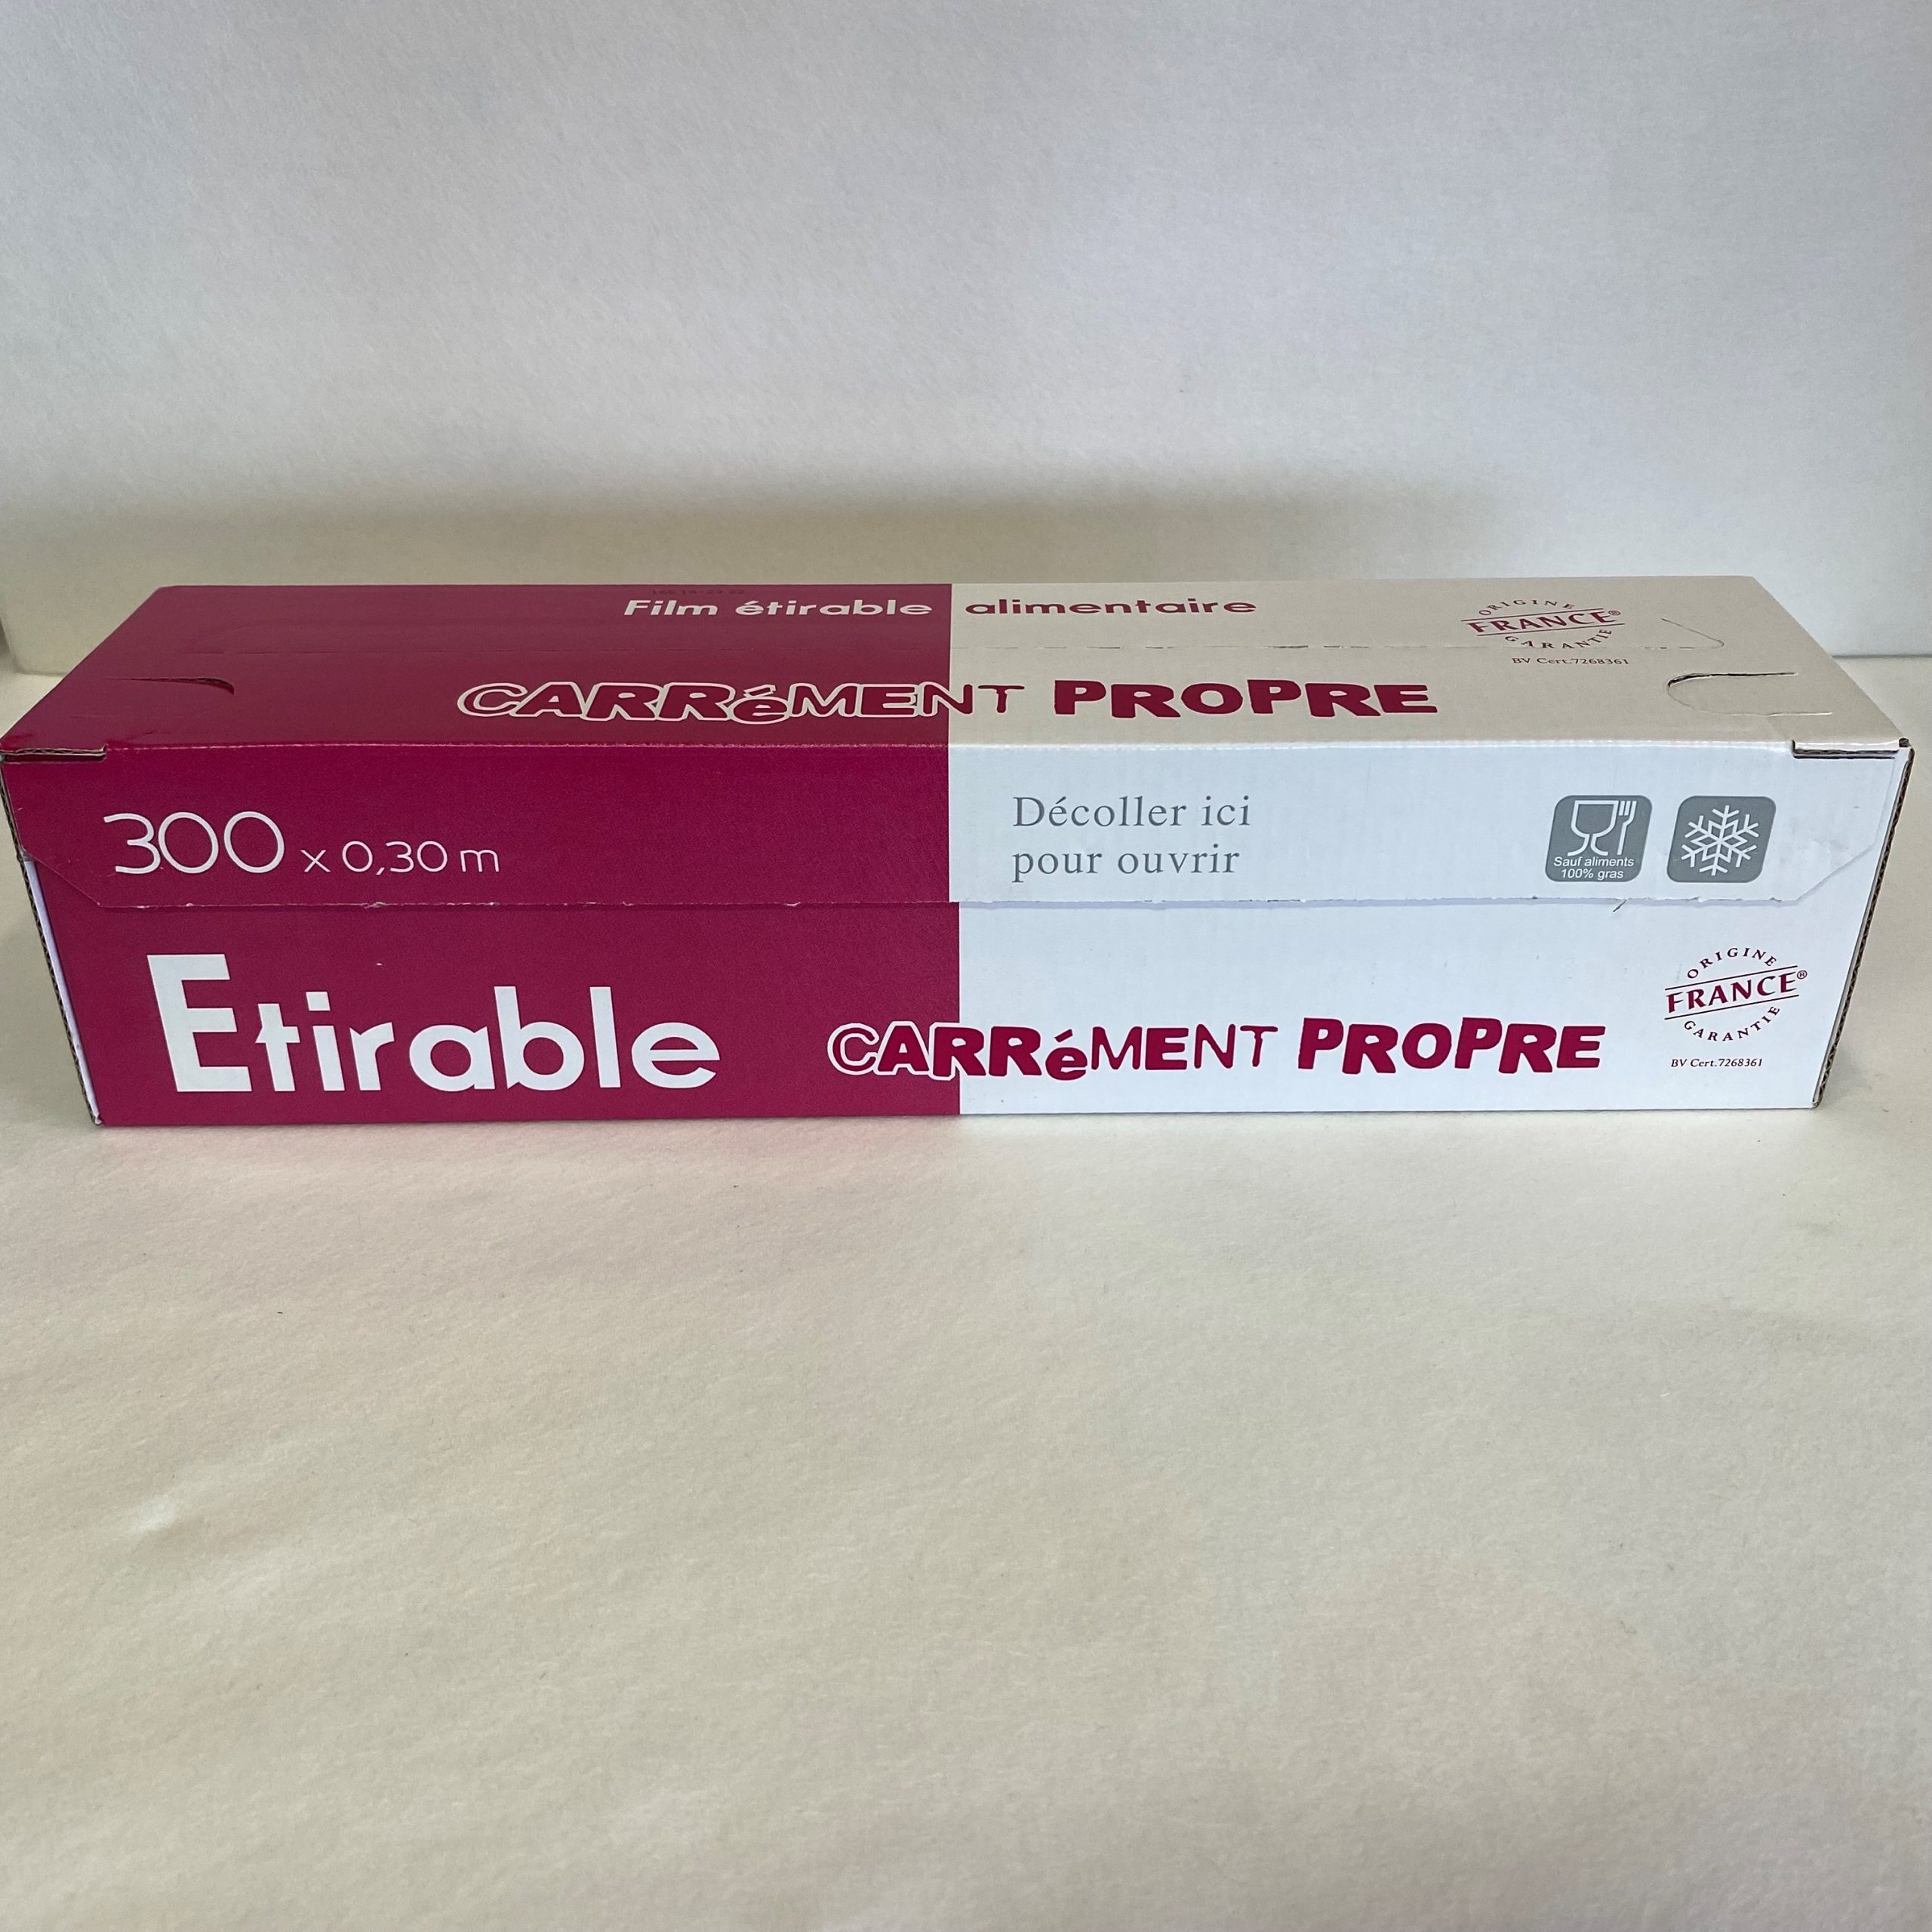 Film étirable alimentaire
ORIGINE
FRANCE®
GARANTIE
BV Cert.7268361
CARRéMENT PROPRE
300 x 0,30 m
Décoller ici
pour ouvrir
Sauf aliments
100% gras
Etirable
CARRéMENT PROPRE
ORIGINE
FRANCE®
GARANTIE
BV Cert.7268361